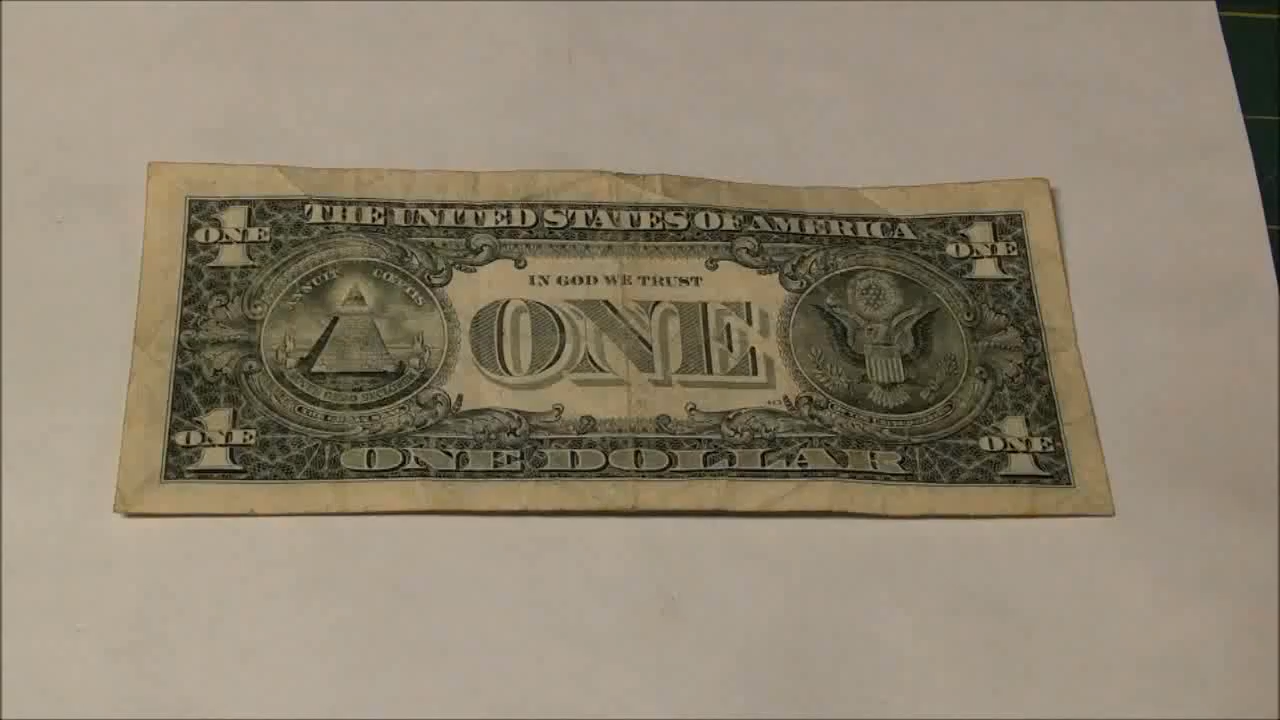 THE UNITED STATES OF AMERICA
1
ONE
1
ONE
ANNUIT COEPTIS
IN GOD WE TRUST
ONE
1
ONE
1
ONE
ONE DOLLAR